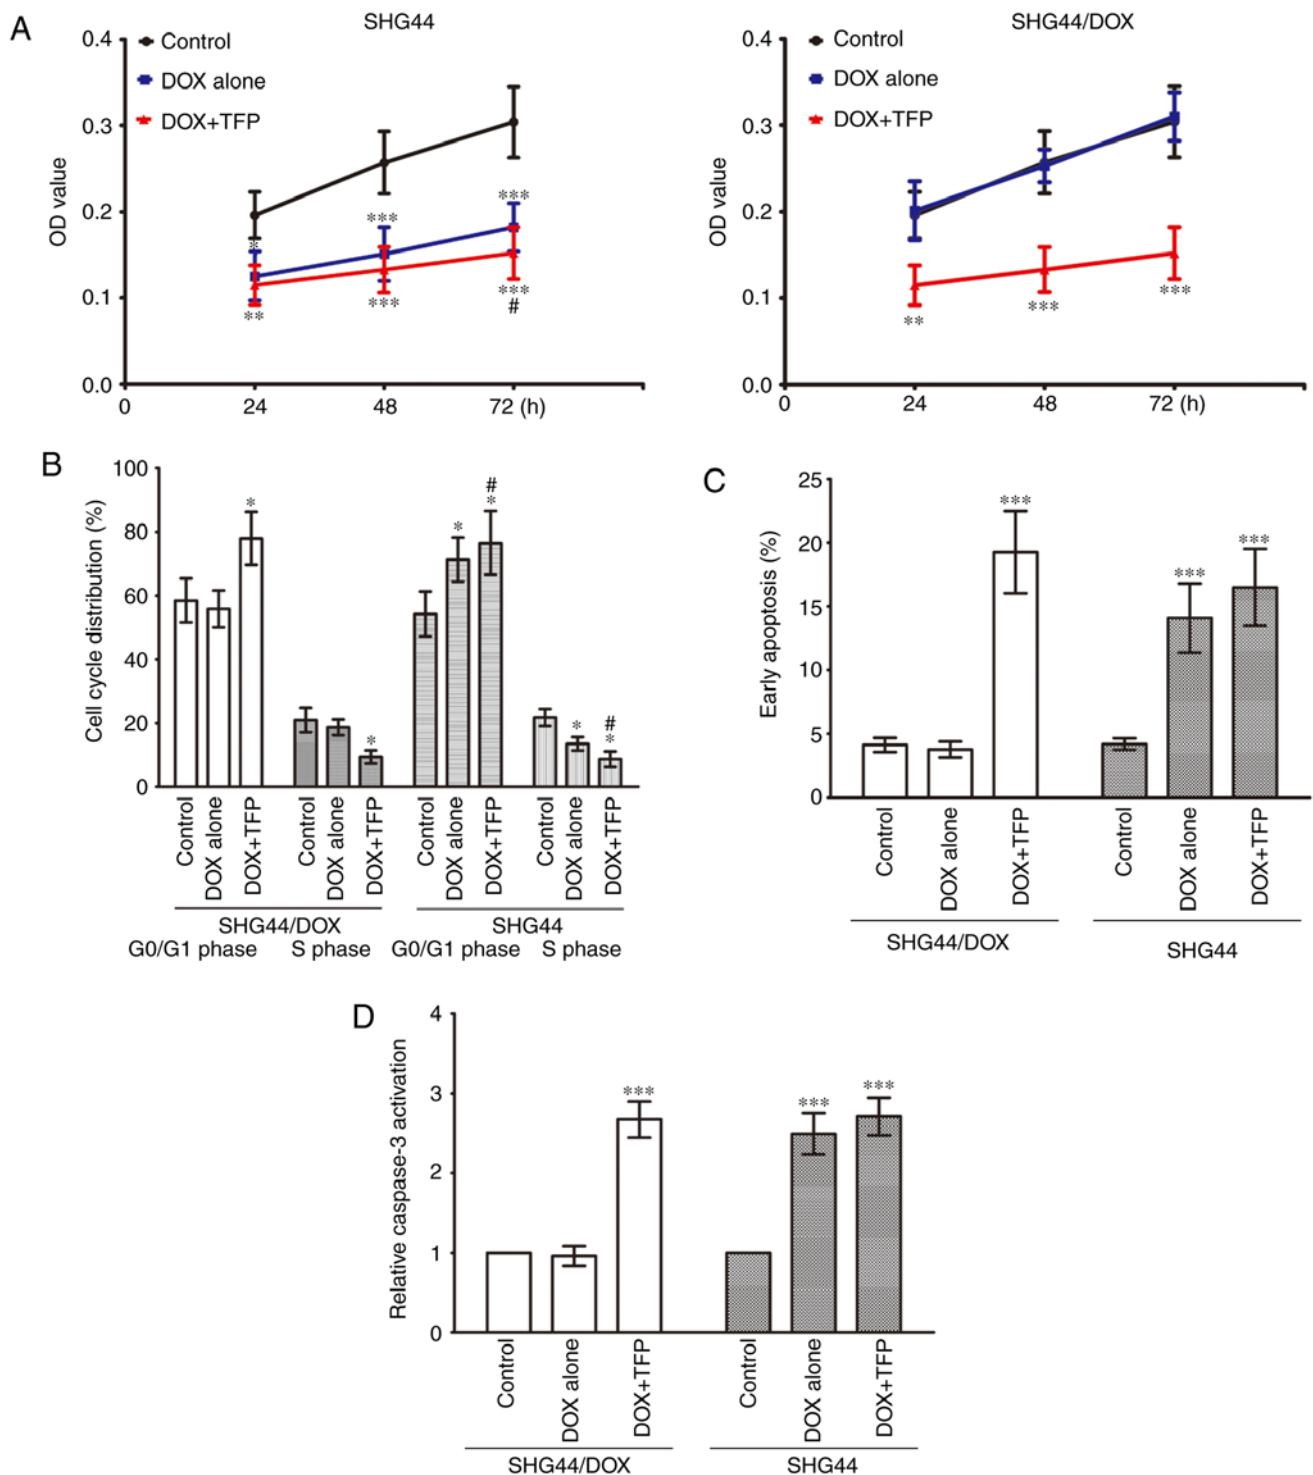 A
SHG44
Control
DOX alone
DOX+TFP
OD value
0.4
0.3
0.2
0.1
0.0
***
***
*
**
***
***
#
0
24
48
72 (h)
SHG44/DOX
Control
DOX alone
DOX+TFP
OD value
0.4
0.3
0.2
0.1
0.0
**
***
***
0
24
48
72 (h)
B
Cell cycle distribution (%)
100
80
60
40
20
0
*
*
*
#
*
*
#
*
Control
DOX alone
DOX+TFP
Control
DOX alone
DOX+TFP
Control
DOX alone
DOX+TFP
Control
DOX alone
DOX+TFP
SHG44/DOX
SHG44
G0/G1 phase
S phase
G0/G1 phase
S phase
C
Early apoptosis (%)
25
20
15
10
5
0
***
***
***
Control
DOX alone
DOX+TFP
Control
DOX alone
DOX+TFP
SHG44/DOX
SHG44
D
Relative caspase-3 activation
4
3
2
1
0
***
***
***
Control
DOX alone
DOX+TFP
Control
DOX alone
DOX+TFP
SHG44/DOX
SHG44